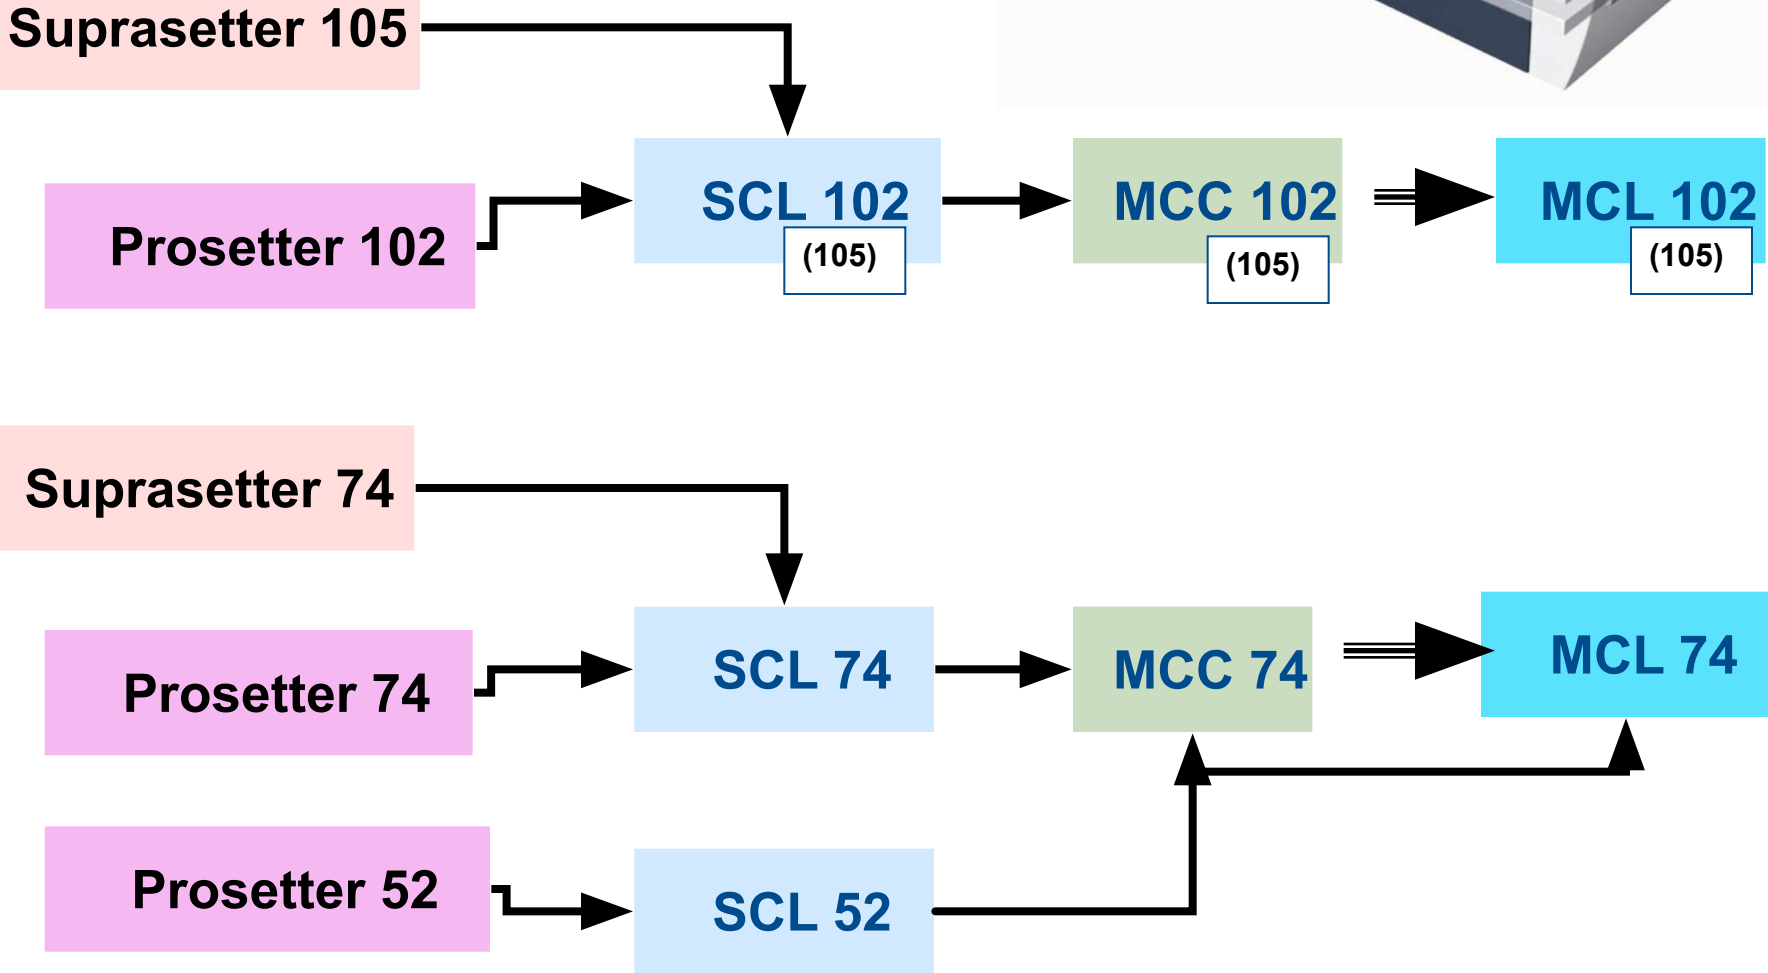 Suprasetter 105
Prosetter 102
SCL 102
(105)
MCC 102
(105)
MCL 102
(105)
Suprasetter 74
Prosetter 74
SCL 74
MCC 74
MCL 74
Prosetter 52
SCL 52